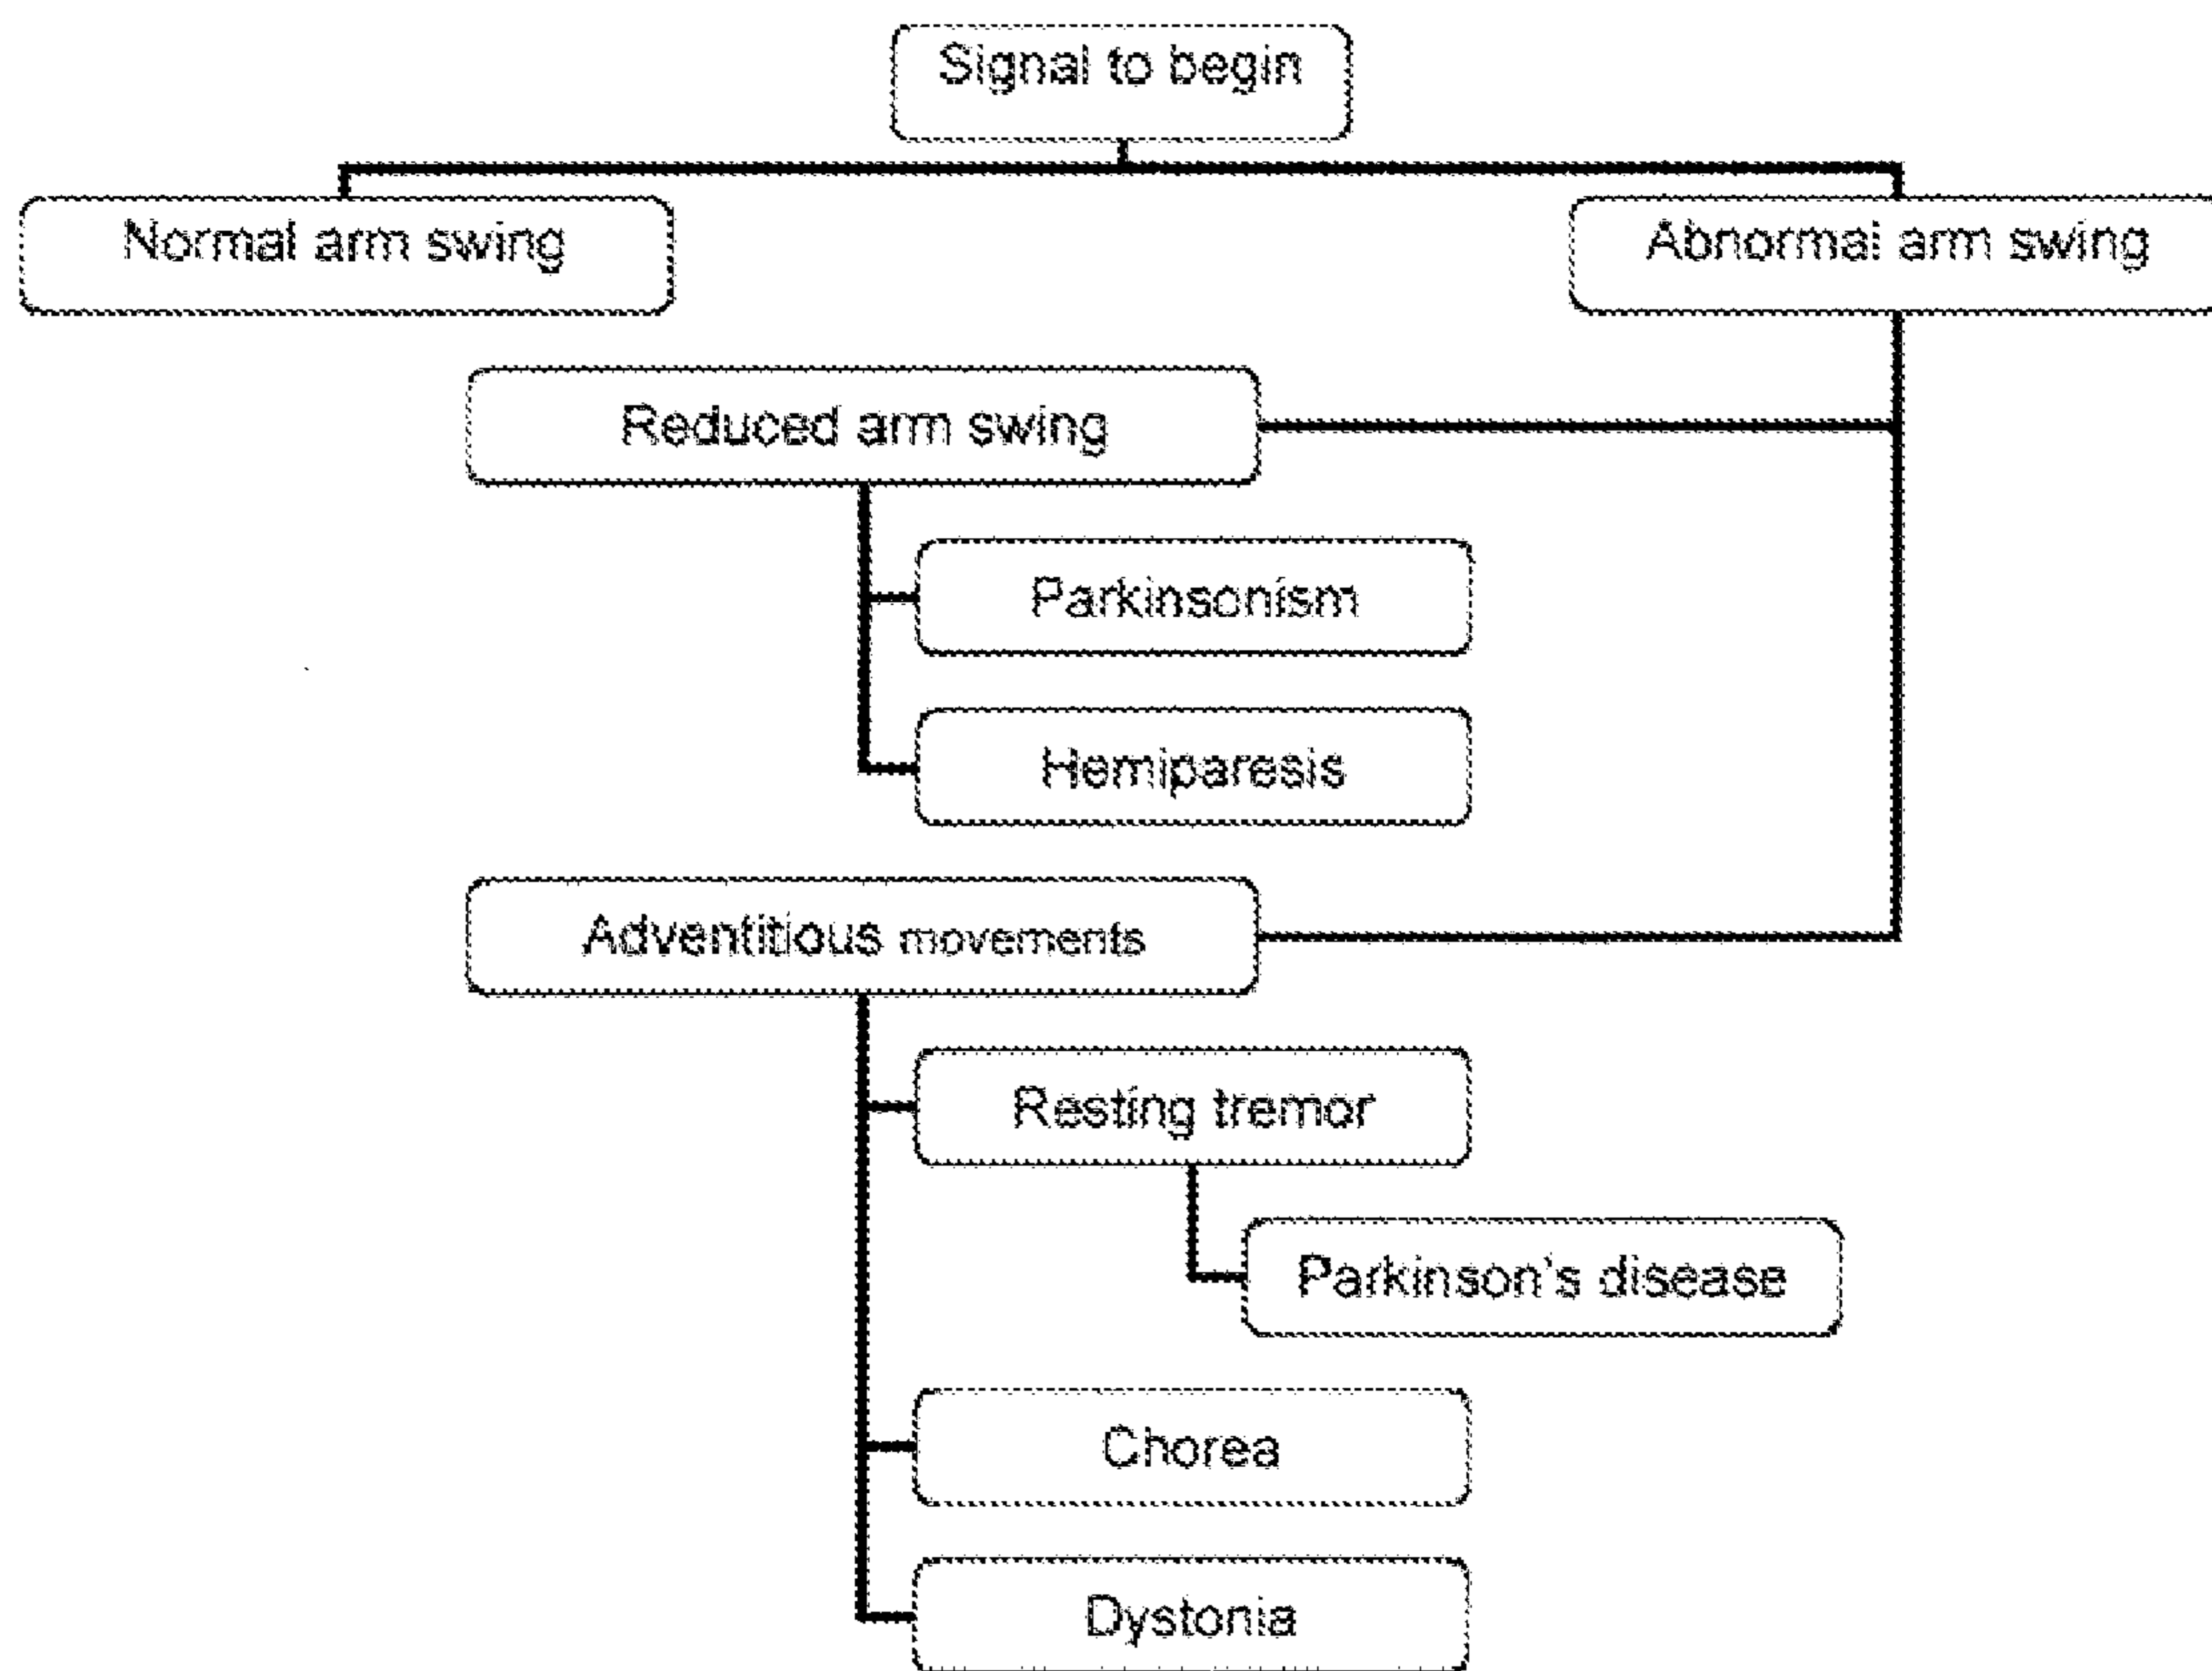 Signal to begin
Normal arm swing
Abnormal arm swing
Reduced arm swing
Parkinsonism
Hemiparesis
Adventitious movements
Resting tremor
Parkinson's disease
Chorea
Dystonia